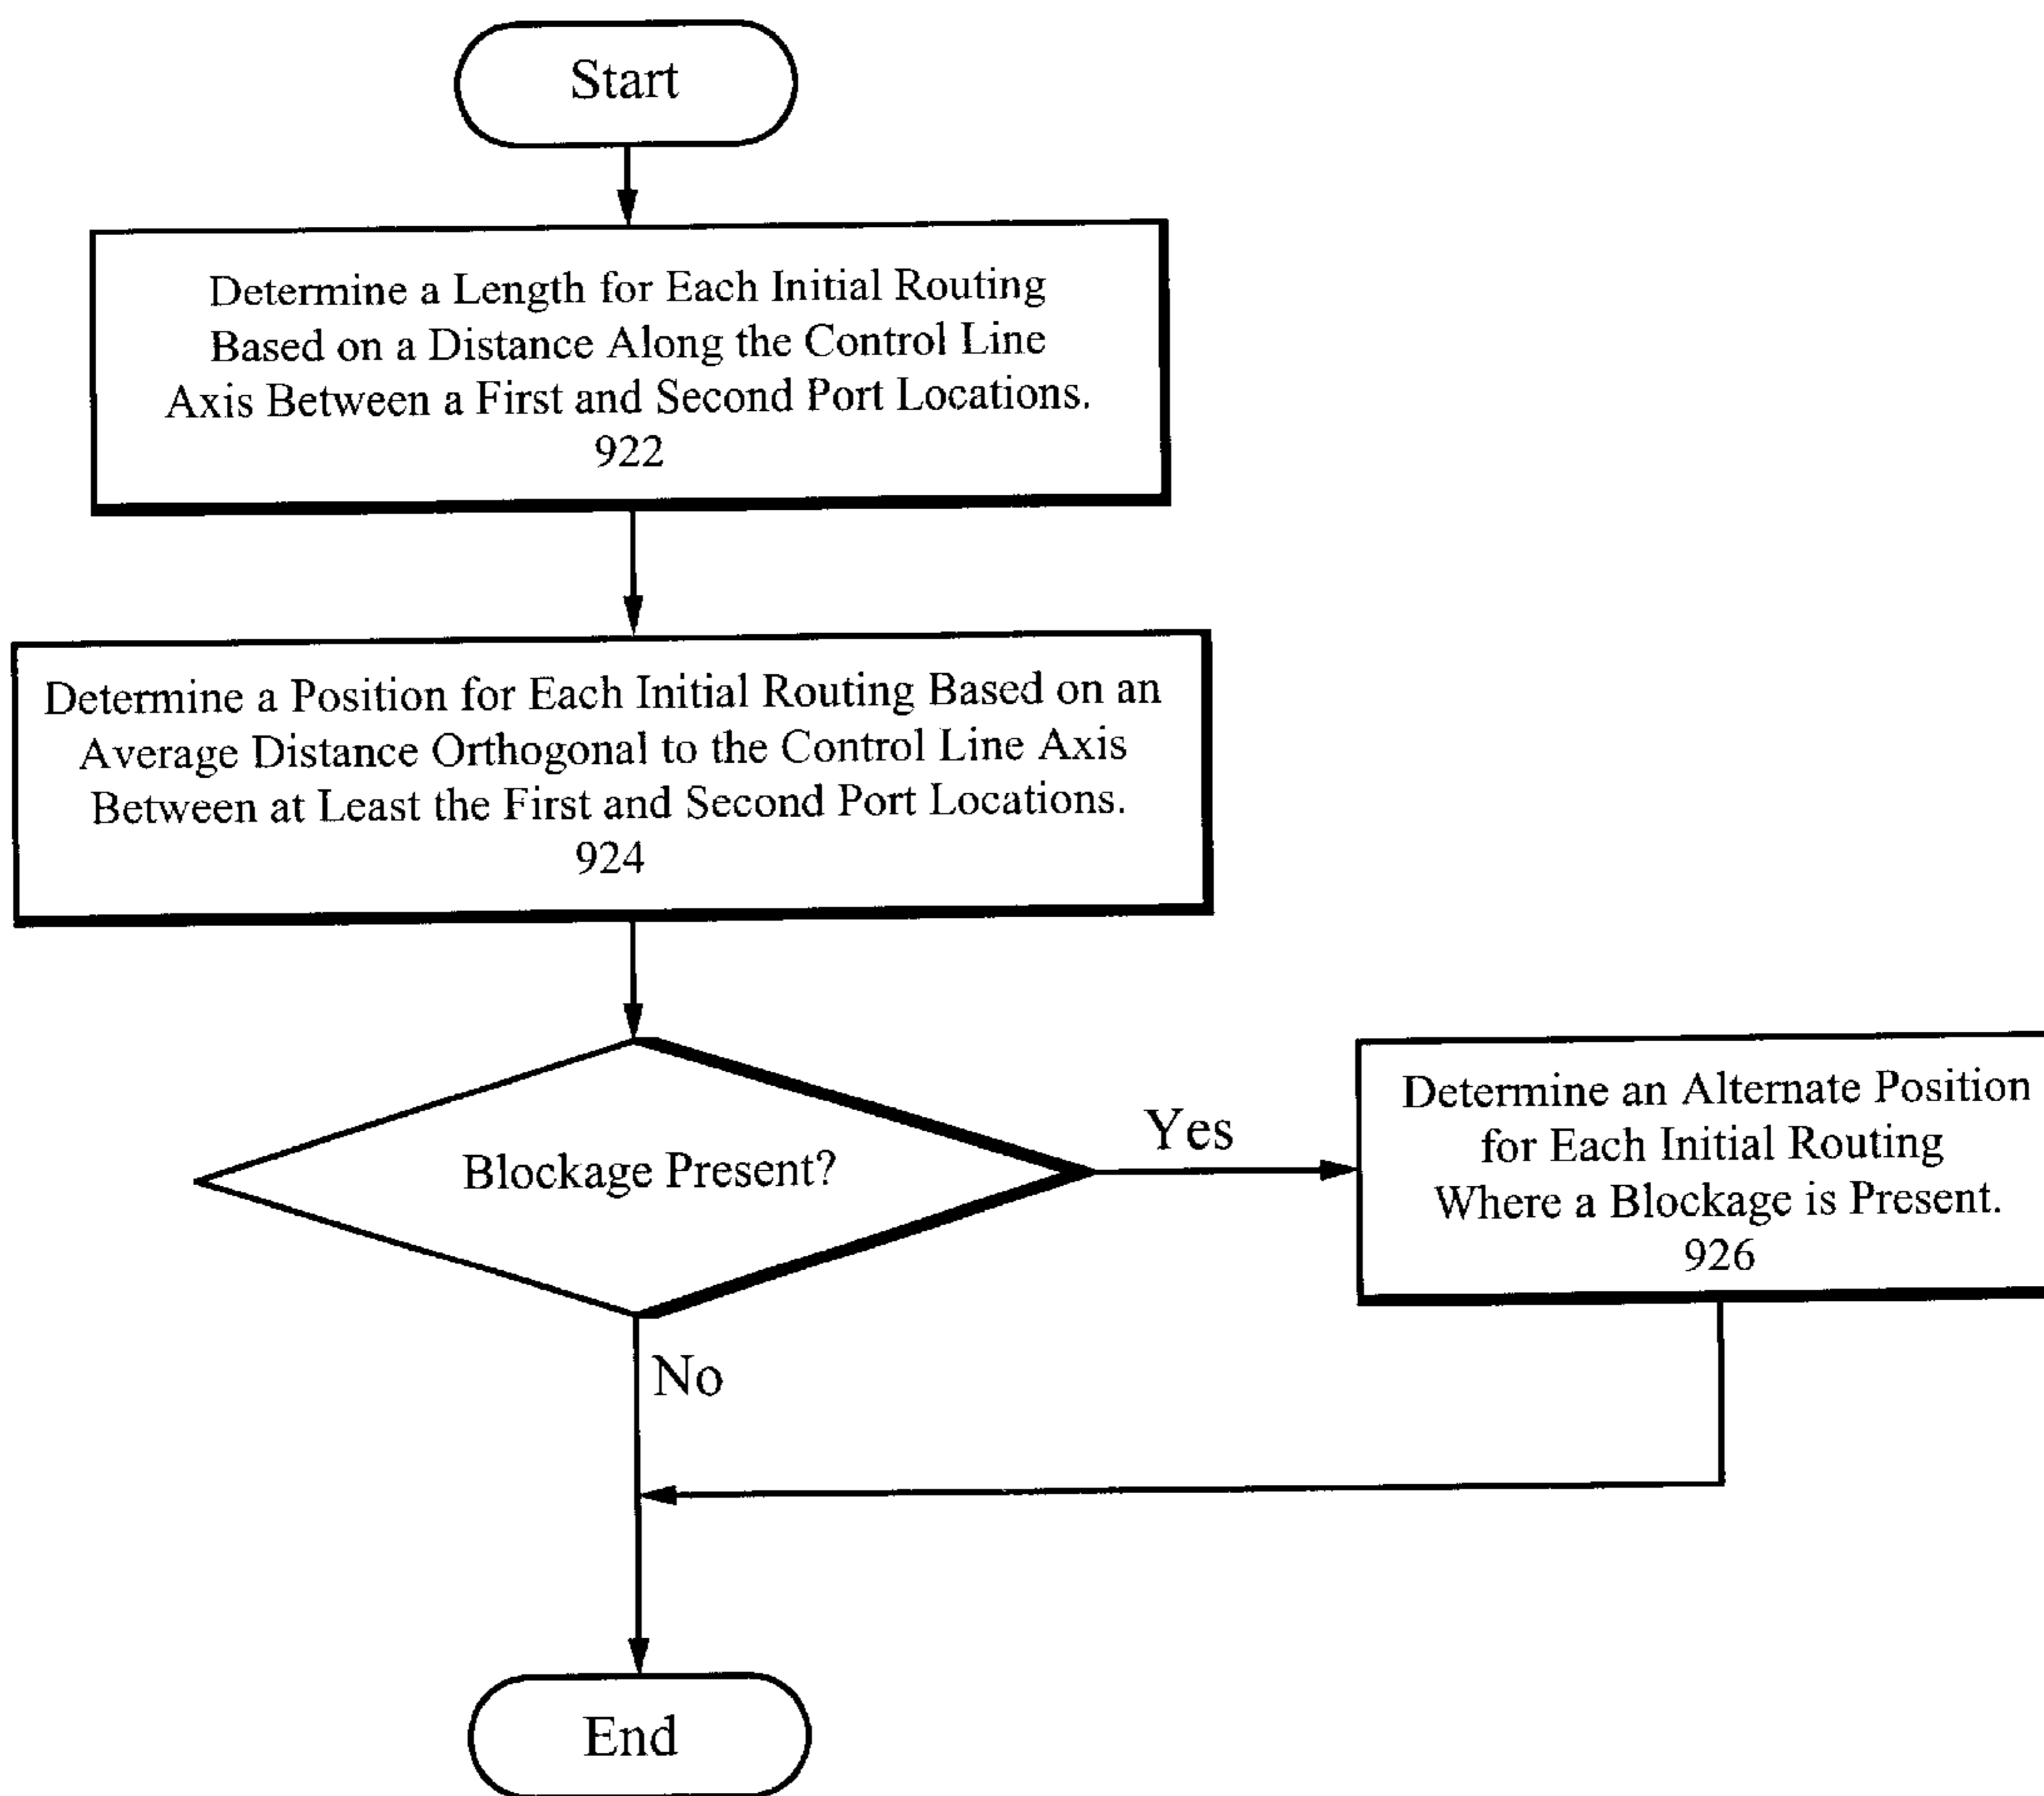 Start
Determine a Length for Each Initial Routing
Based on a Distance Along the Control Line
Axis Between a First and Second Port Locations.
922
Determine a Position for Each Initial Routing Based on an
Average Distance Orthogonal to the Control Line Axis
Between at Least the First and Second Port Locations.
924
Blockage Present?
Yes
Determine an Alternate Position
for Each Initial Routing
Where a Blockage is Present.
926
No
End